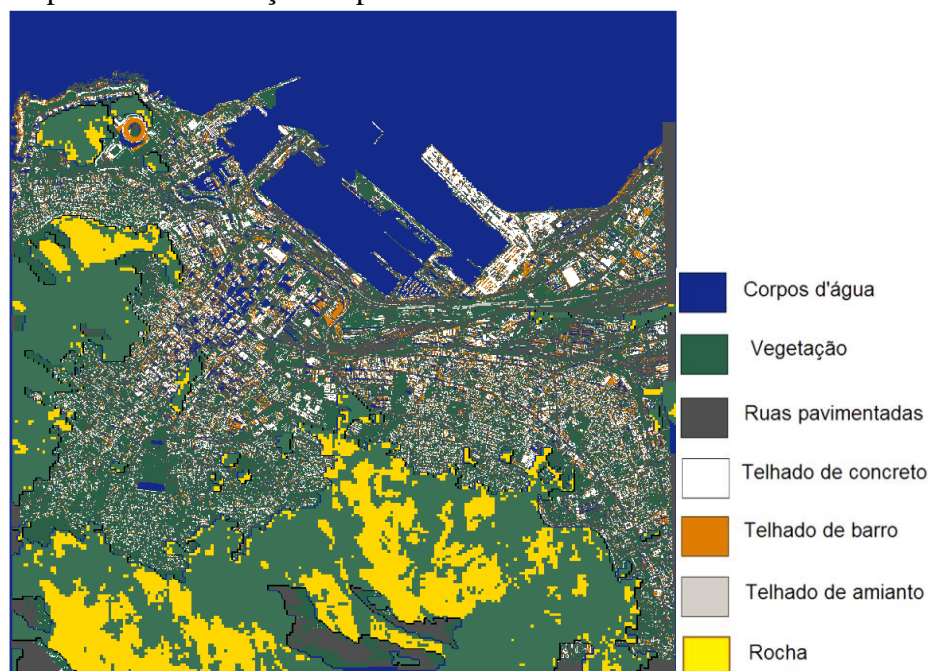 Corpos d'água
Vegetação
Ruas pavimentadas
Telhado de concreto
Telhado de barro
Telhado de amianto
Rocha